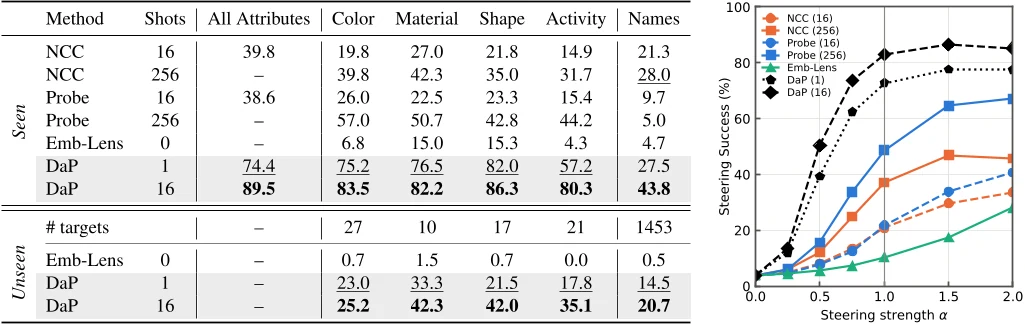 Method Shots All Attributes Color Material Shape Activity Names
Seen
NCC 16 39.8 19.8 27.0 21.8 14.9 21.3
NCC 256 – 39.8 42.3 35.0 31.7 28.0
Probe 16 38.6 26.0 22.5 23.3 15.4 9.7
Probe 256 – 57.0 50.7 42.8 44.2 5.0
Emb-Lens 0 – 6.8 15.0 15.3 4.3 4.7
DaP 1 74.4 75.2 76.5 82.0 57.2 27.5
DaP 16 89.5 83.5 82.2 86.3 80.3 43.8
Unseen
# targets – 27 10 17 21 1453
Emb-Lens 0 – 0.7 1.5 0.7 0.0 0.5
DaP 1 – 23.0 33.3 21.5 17.8 14.5
DaP 16 – 25.2 42.3 42.0 35.1 20.7
Steering Success (%)
100
80
60
40
20
0
NCC (16)
NCC (256)
Probe (16)
Probe (256)
Emb-Lens
DaP (1)
DaP (16)
0.0 0.5 1.0 1.5 2.0
Steering strength α